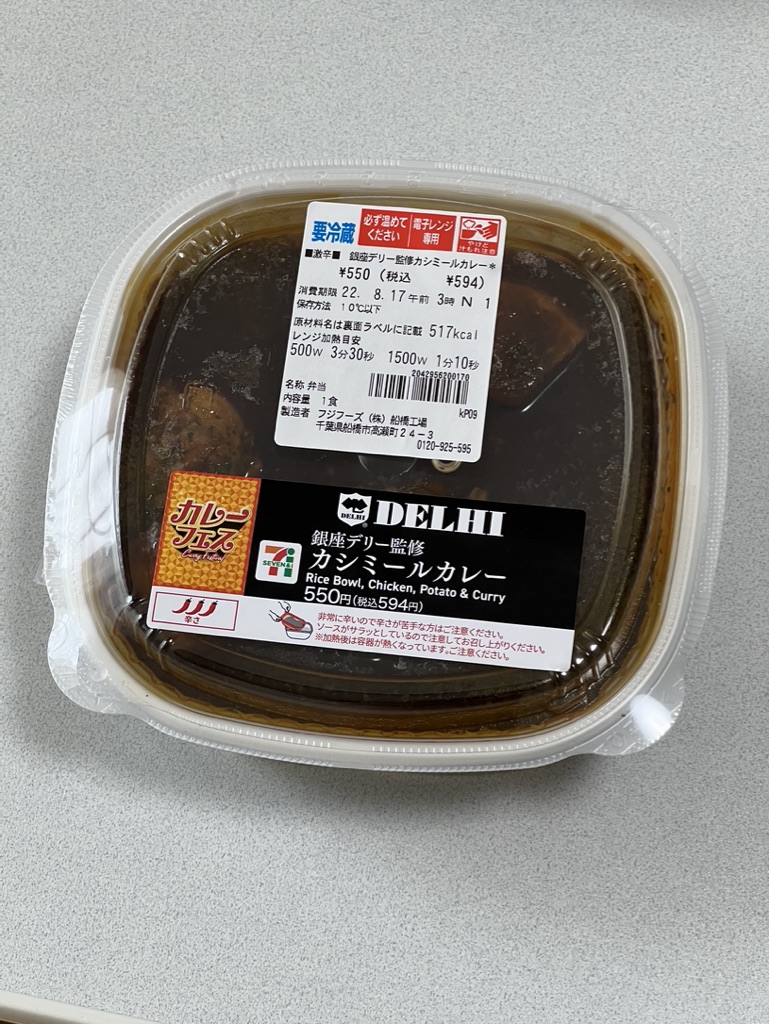 要冷蔵
必ず温めて
ください
電子レンジ
専用
やけど
汁もれ注意
■激辛■ 銀座デリー監修カシミールカレー*
¥550 (税込 ¥594)
消費期限 22. 8.17午前 3時 N 1
保存方法 10℃以下
原材料名は裏面ラベルに記載 517kcal
レンジ加熱目安
500W 3分30秒 1500W 1分10秒
2042956200170
名称 弁当
内容量 1食
kP09
製造者 フジフーズ (株) 船橋工場
千葉県船橋市高瀬町24-3
0120-925-595
カレー
フェス
Curry Festival
DELHI
DELHI
銀座デリー監修
SEVEN&i
カシミールカレー
Rice Bowl, Chicken, Potato & Curry
550円(税込594円)
辛さ
非常に辛いので辛さが苦手な方はご注意ください。
ソースがサラッとしているので注意してお召し上がりください。
※加熱後は容器が熱くなっています。ご注意ください。